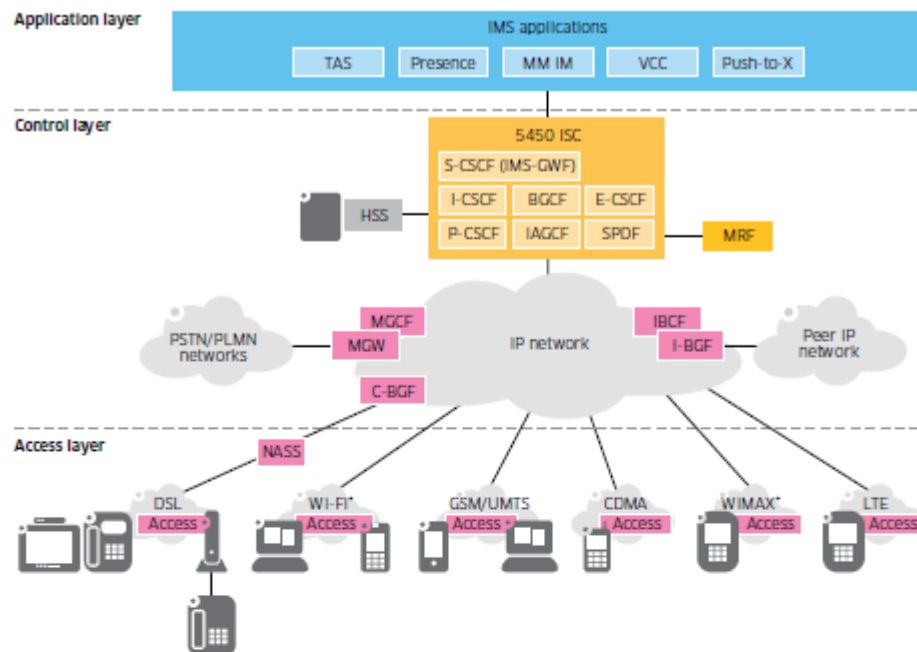 Application layer
IMS applications
TAS
Presence
MM IM
VCC
Push-to-X
Control layer
5450 ISC
S-CSCF (IMS-GWF)
I-CSCF
BGCF
E-CSCF
P-CSCF
IAGCF
SPDF
HSS
MRF
PSTN/PLMN
networks
MGCF
MGW
IP network
IBCF
I-BGF
Peer IP
network
C-BGF
Access layer
NASS
DSL
Access
WI-FI*
Access
GSM/UMTS
Access
CDMA
Access
WIMAX*
Access
LTE
Access